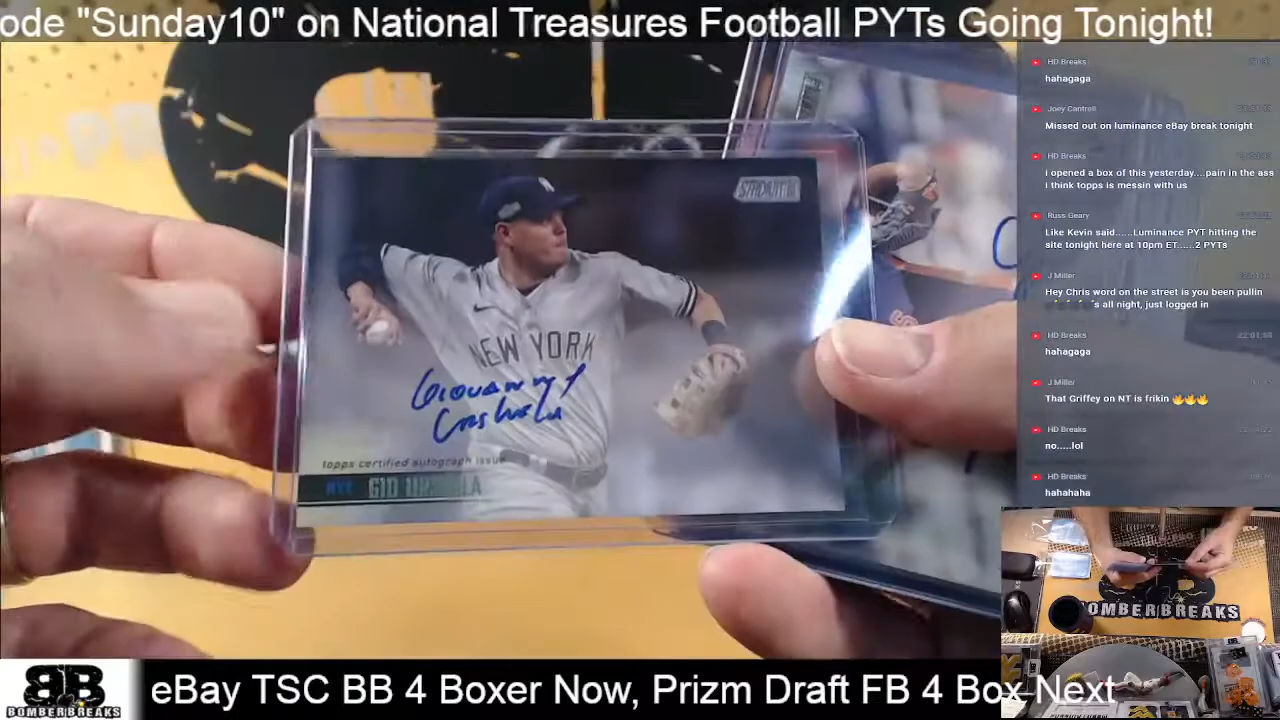 ode "Sunday10" on National Treasures Football PYTs Going Tonight!
HD Breaks
hahagaga
Joey Cantrell
Missed out on luminance eBay break tonight
HD Breaks
i opened a box of this yesterday....pain in the ass
i think topps is messin with us
Russ Geary
Like Kevin said......Luminance PYT hitting the
site tonight here at 10pm ET......2 PYTs
J Miller
Hey Chris word on the street is you been pullin
's all night, just logged in
HD Breaks
22:01:58
hahagaga
J Miller
That Griffey on NT is frikin 🔥🔥🔥
HD Breaks
no.....lol
HD Breaks
hahahaha
STADIUM
NEW YORK
topps certified autograph issue
NYY GIO URSHELA
BOMBERBREAKS
BB
BOMBERBREAKS
eBay TSC BB 4 Boxer Now, Prizm Draft FB 4 Box Next